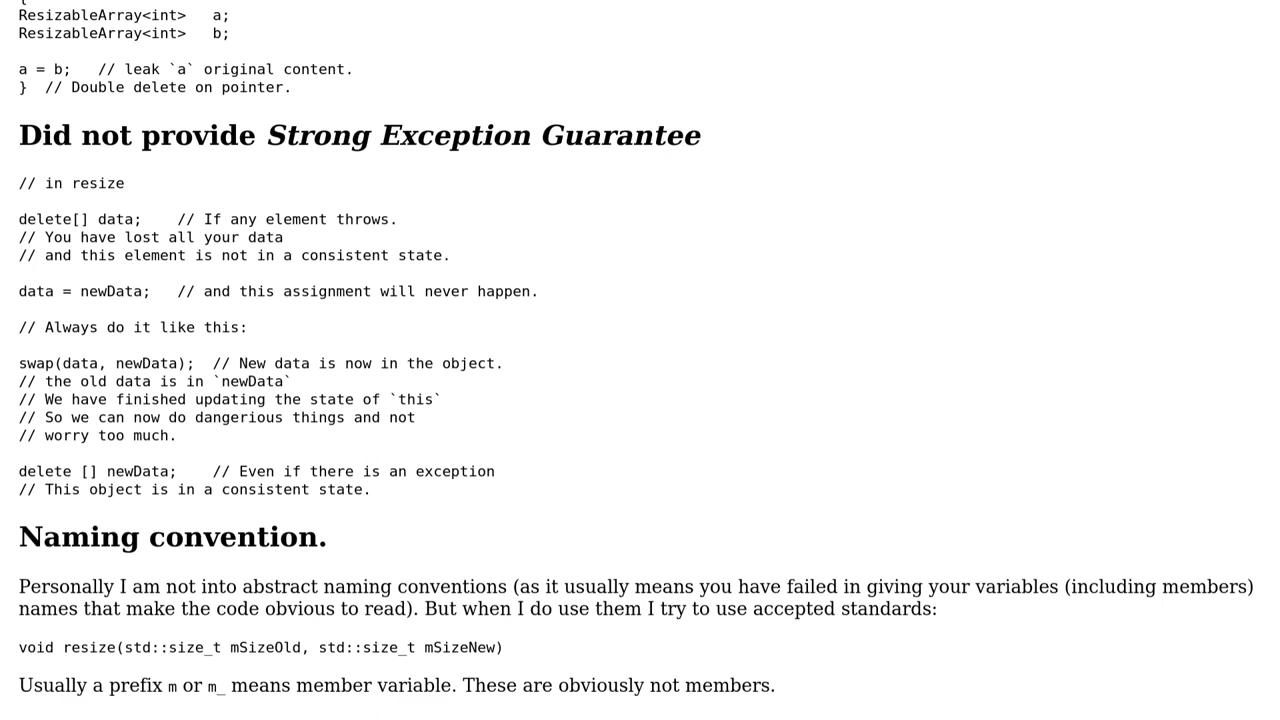 {
ResizableArray<int>   a;
ResizableArray<int>   b;
a = b;   // leak `a` original content.
}  // Double delete on pointer.
Did not provide Strong Exception Guarantee
// in resize
delete[] data;    // If any element throws.
// You have lost all your data
// and this element is not in a consistent state.
data = newData;   // and this assignment will never happen.
// Always do it like this:
swap(data, newData);  // New data is now in the object.
// the old data is in `newData`
// We have finished updating the state of `this`
// So we can now do dangerious things and not
// worry too much.
delete [] newData;    // Even if there is an exception
// This object is in a consistent state.
Naming convention.
Personally I am not into abstract naming conventions (as it usually means you have failed in giving your variables (including members)
names that make the code obvious to read). But when I do use them I try to use accepted standards:
void resize(std::size_t mSizeOld, std::size_t mSizeNew)
Usually a prefix m or m_ means member variable. These are obviously not members.